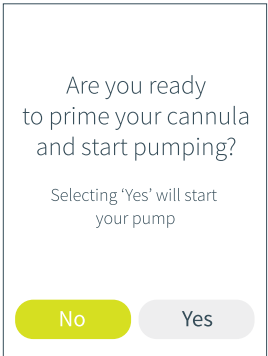 Are you ready
to prime your cannula
and start pumping?
Selecting ‘Yes’ will start
your pump
No
Yes